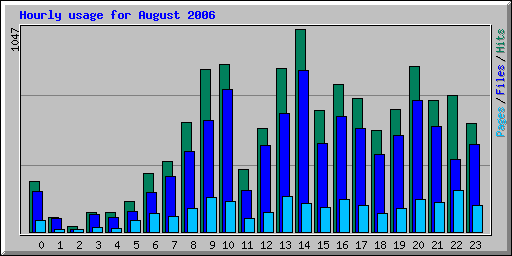 Hourly usage for August 2006
1047
Pages/Files/Hits
0 1 2 3 4 5 6 7 8 9 10 11 12 13 14 15 16 17 18 19 20 21 22 23